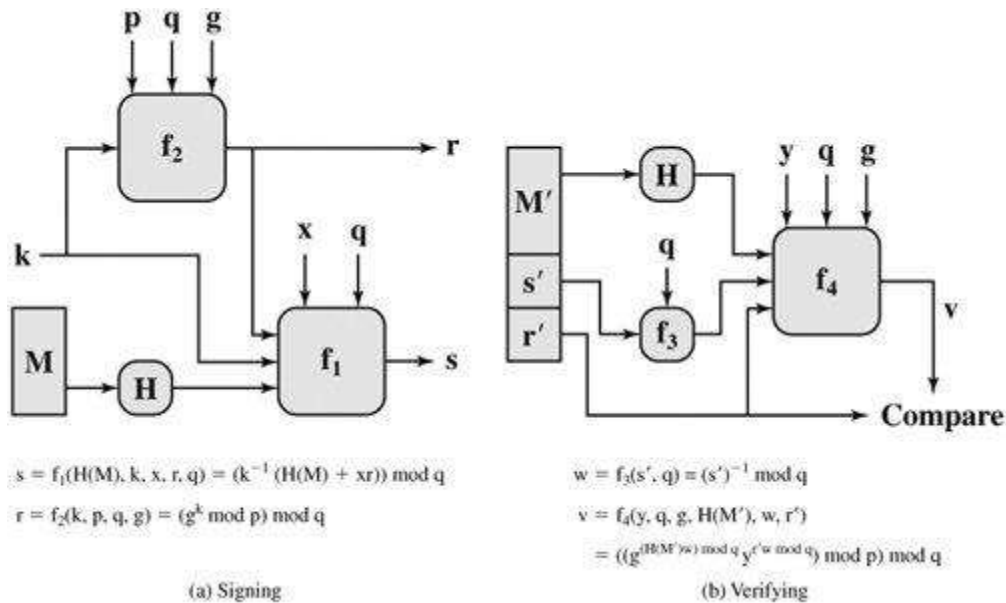 p q g
f₂
r
x q
k
M
H
f₁
s
s = f₁(H(M), k, x, r, q) = (k⁻¹ (H(M) + xr)) mod q
r = f₂(k, p, q, g) = (gᵏ mod p) mod q
(a) Signing
y q g
M′
H
q
s′
f₄
r′
f₃
v
Compare
w = f₃(s′, q) = (s′)⁻¹ mod q
v = f₄(y, q, g, H(M′), w, r′)
= ((g^(H(M′)w) mod q y^r′w mod q) mod p) mod q
(b) Verifying